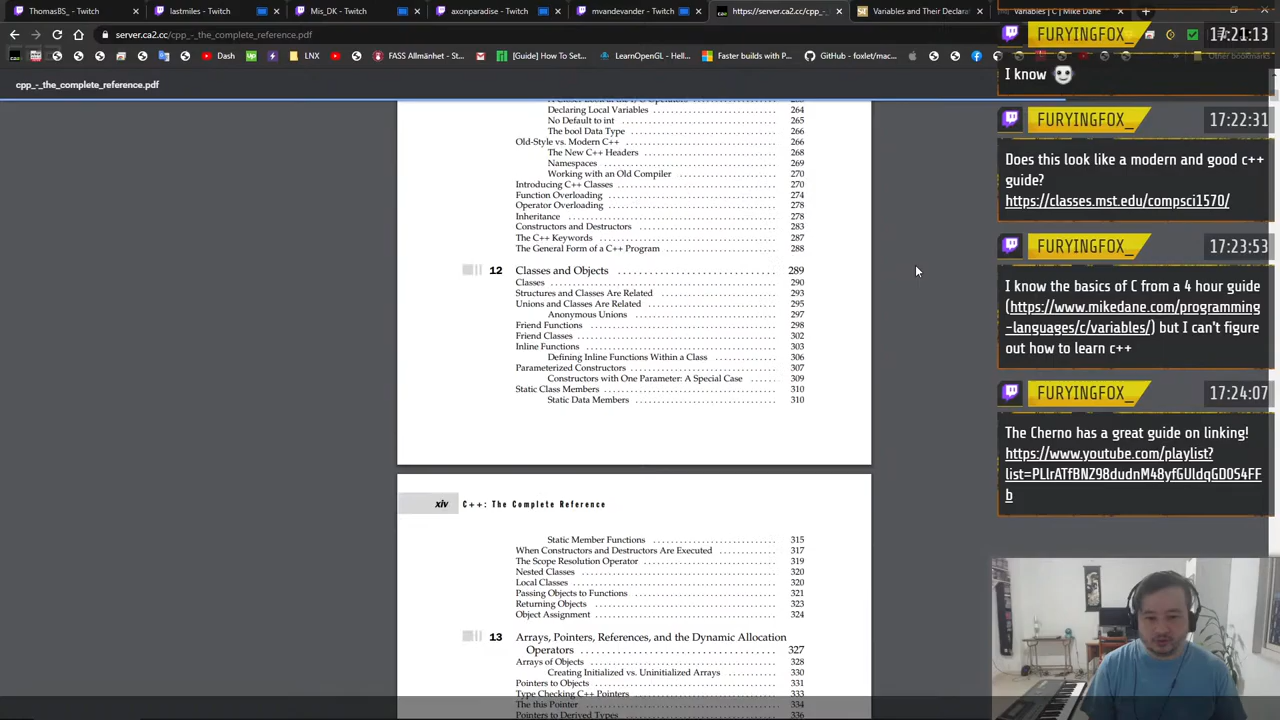 ThomasBS_ - Twitch
lastmiles - Twitch
Mis_DK - Twitch
axonparadise - Twitch
mvandevander - Twitch
https://server.ca2.cc/cpp_-_the
Variables and Their Declara
Variables | C | Mike Dane
server.ca2.cc/cpp_-_the_complete_reference.pdf
Dash
FASS Allmänhet - St
[Guide] How To Set...
LearnOpenGL - Hell...
Faster builds with p...
GitHub - foxlet/mac...
Other bookmarks
cpp_-_the_complete_reference.pdf
Declaring Local Variables 264
No Default to int 265
The bool Data Type 266
Old-Style vs. Modern C++ 266
The New C++ Headers 268
Namespaces 269
Working with an Old Compiler 270
Introducing C++ Classes 270
Function Overloading 274
Operator Overloading 278
Inheritance 278
Constructors and Destructors 283
The C++ Keywords 287
The General Form of a C++ Program 288
12 Classes and Objects 289
Classes 290
Structures and Classes Are Related 293
Unions and Classes Are Related 295
Anonymous Unions 297
Friend Functions 298
Friend Classes 302
Inline Functions 303
Defining Inline Functions Within a Class 306
Parameterized Constructors 307
Constructors with One Parameter: A Special Case 309
Static Class Members 310
Static Data Members 310
xiv C++: The Complete Reference
Static Member Functions 315
When Constructors and Destructors Are Executed 317
The Scope Resolution Operator 319
Nested Classes 320
Local Classes 320
Passing Objects to Functions 321
Returning Objects 323
Object Assignment 324
13 Arrays, Pointers, References, and the Dynamic Allocation
Operators 327
Arrays of Objects 328
Creating Initialized vs. Uninitialized Arrays 330
Pointers to Objects 331
Type Checking C++ Pointers 333
The this Pointer 334
Pointers to Derived Types 336
FURYINGFOX_ 17:21:13
I know
FURYINGFOX_ 17:22:31
Does this look like a modern and good c++
guide?
https://classes.mst.edu/compsci1570/
FURYINGFOX_ 17:23:53
I know the basics of C from a 4 hour guide
(https://www.mikedane.com/programming
-languages/c/variables/) but I can't figure
out how to learn c++
FURYINGFOX_ 17:24:07
The Cherno has a great guide on linking!
https://www.youtube.com/playlist?
list=PLlrATfBNZ98dudnM48yfGUldqGD0S4FF
b